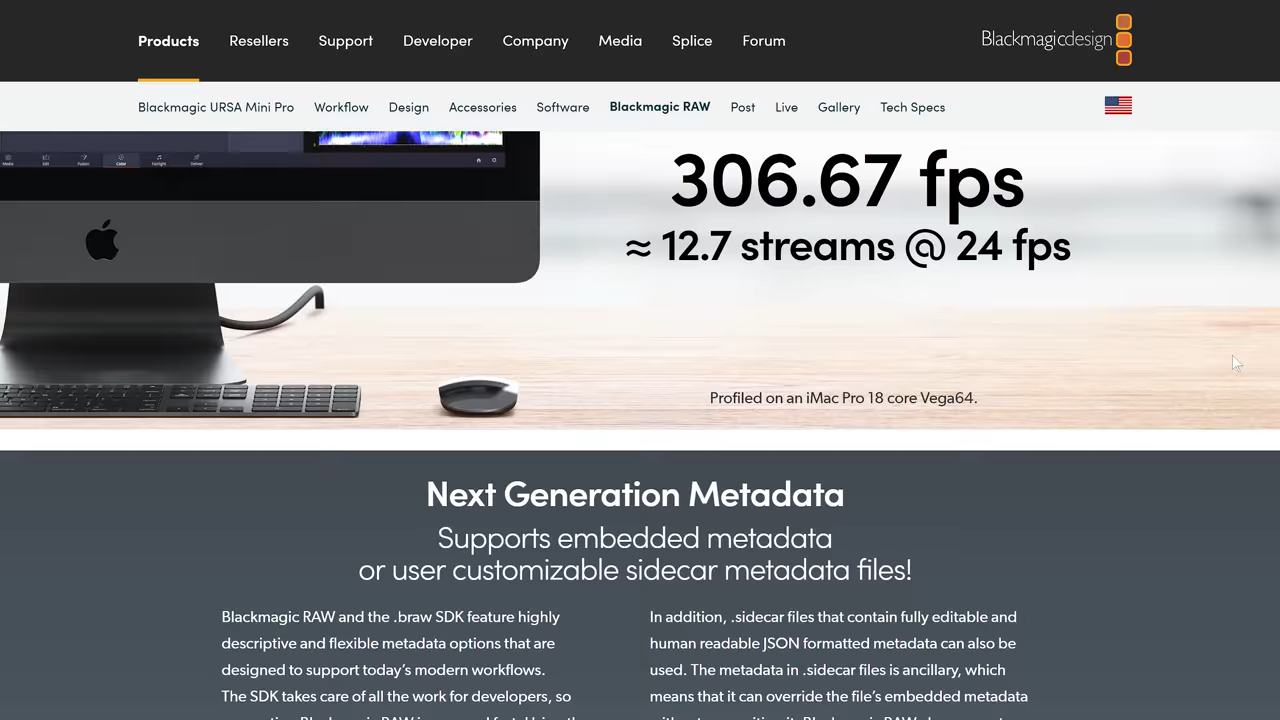 Products Resellers Support Developer Company Media Splice Forum
Blackmagicdesign
Blackmagic URSA Mini Pro Workflow Design Accessories Software Blackmagic RAW Post Live Gallery Tech Specs
Media Edit Fusion Color Fairlight Deliver
306.67 fps
≈ 12.7 streams @ 24 fps
Profiled on an iMac Pro 18 core Vega64.
Next Generation Metadata
Supports embedded metadata
or user customizable sidecar metadata files!
Blackmagic RAW and the .braw SDK feature highly
descriptive and flexible metadata options that are
designed to support today’s modern workflows.
The SDK takes care of all the work for developers, so
In addition, .sidecar files that contain fully editable and
human readable JSON formatted metadata can also be
used. The metadata in .sidecar files is ancillary, which
means that it can override the file’s embedded metadata